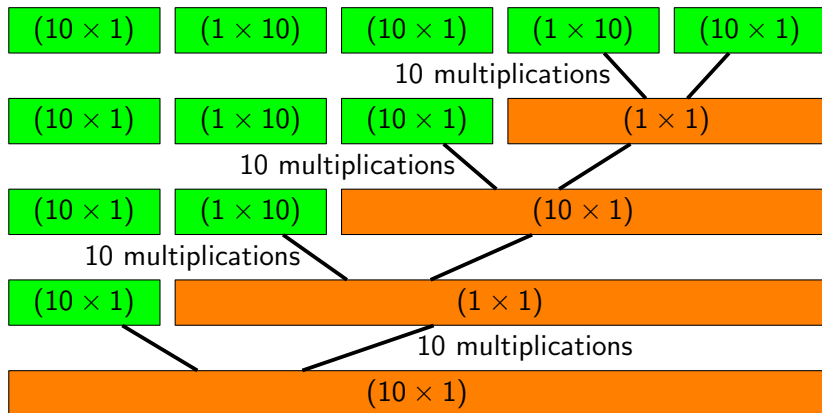 (10 × 1) (1 × 10) (10 × 1) (1 × 10) (10 × 1)
10 multiplications
(10 × 1) (1 × 10) (10 × 1) (1 × 1)
10 multiplications
(10 × 1) (1 × 10) (10 × 1)
10 multiplications
(10 × 1) (1 × 1)
10 multiplications
(10 × 1)